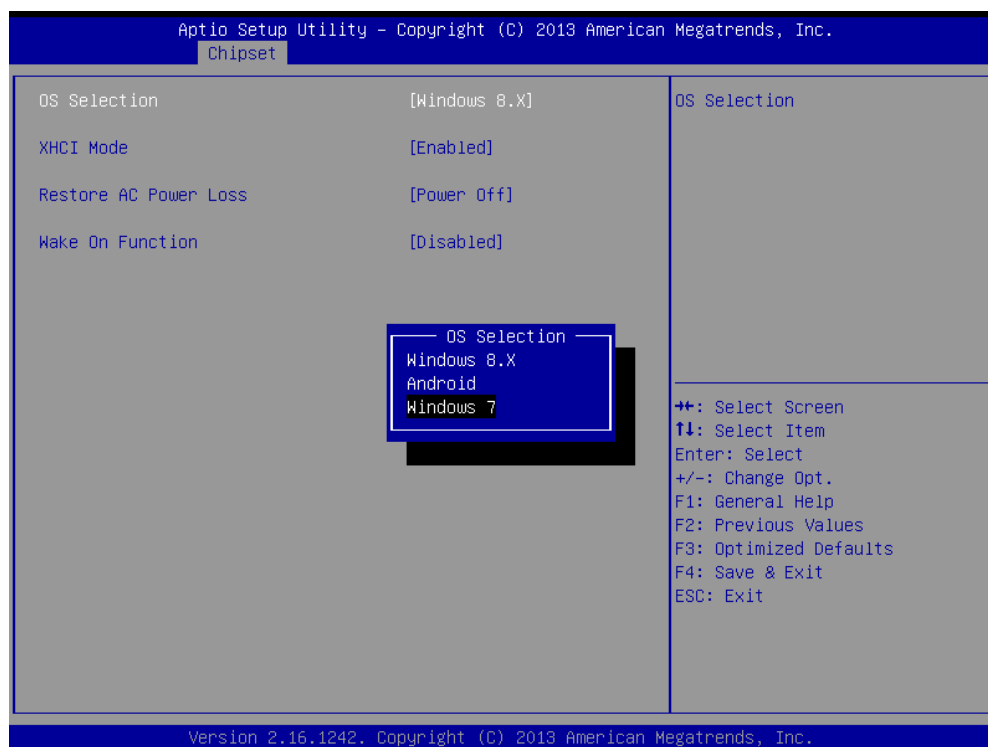 Aptio Setup Utility – Copyright (C) 2013 American Megatrends, Inc.
Chipset
OS Selection [Windows 8.X]
XHCI Mode [Enabled]
Restore AC Power Loss [Power Off]
Wake On Function [Disabled]
OS Selection
Windows 8.X
Android
Windows 7
OS Selection
→←: Select Screen
↑↓: Select Item
Enter: Select
+/-: Change Opt.
F1: General Help
F2: Previous Values
F3: Optimized Defaults
F4: Save & Exit
ESC: Exit
Version 2.16.1242. Copyright (C) 2013 American Megatrends, Inc.